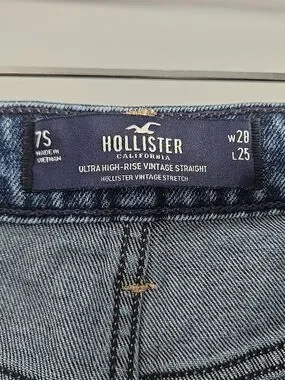 7S
MADE IN
VIETNAM
HOLLISTER
CALIFORNIA
ULTRA HIGH-RISE VINTAGE STRAIGHT
HOLLISTER VINTAGE STRETCH
W28
L25